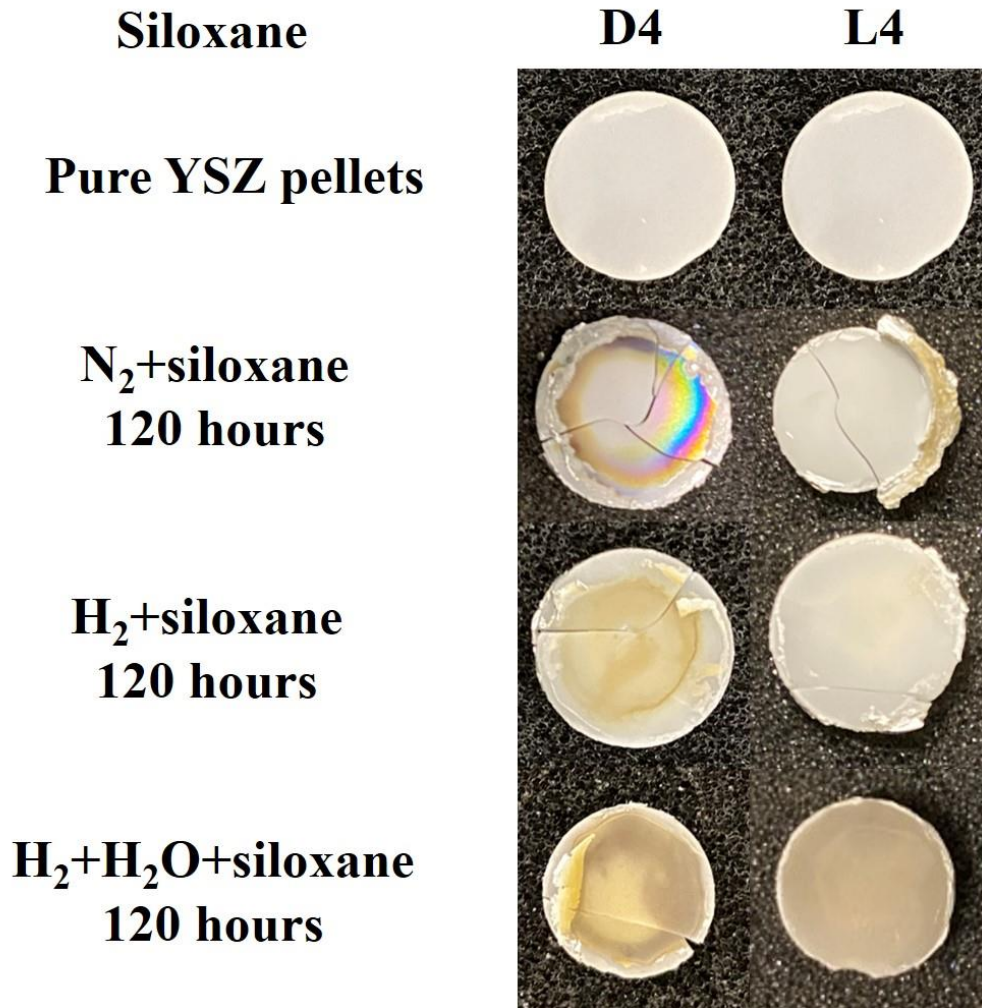 Siloxane D4 L4
Pure YSZ pellets
N₂+siloxane
120 hours
H₂+siloxane
120 hours
H₂+H₂O+siloxane
120 hours